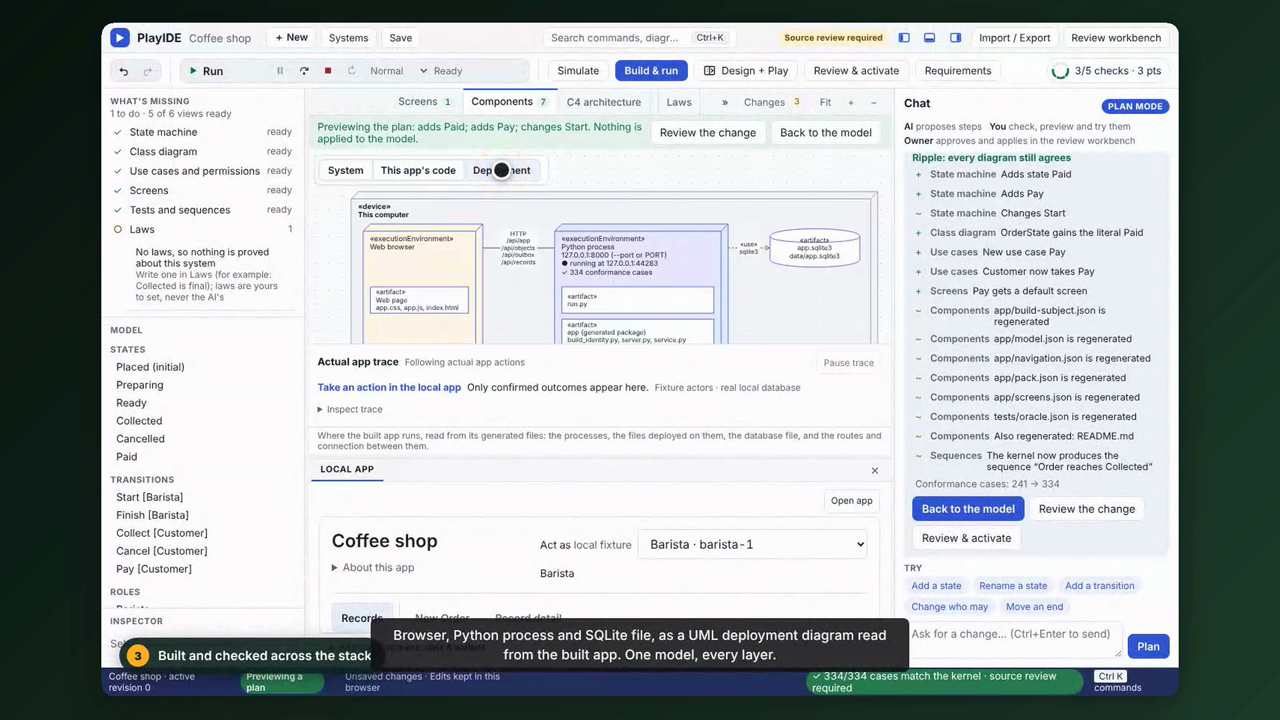 PlayIDE Coffee shop + New Systems Save Search commands, diagr... Ctrl+K Source review required Import / Export Review workbench
Run Normal Ready Simulate Build & run Design + Play Review & activate Requirements 3/5 checks · 3 pts
WHAT'S MISSING
1 to do · 5 of 6 views ready
✓ State machine ready
✓ Class diagram ready
✓ Use cases and permissions ready
✓ Screens ready
✓ Tests and sequences ready
Laws 1
No laws, so nothing is proved
about this system
Write one in Laws (for example:
Collected is final); laws are yours
to set, never the AI's
MODEL
STATES
Placed (initial)
Preparing
Ready
Collected
Cancelled
Paid
TRANSITIONS
Start [Barista]
Finish [Barista]
Collect [Customer]
Cancel [Customer]
Pay [Customer]
ROLES
INSPECTOR
Screens 1 Components 7 C4 architecture Laws » Changes 3 Fit + −
Previewing the plan: adds Paid; adds Pay; changes Start. Nothing is
applied to the model.
Review the change Back to the model
System This app's code
«device»
This computer
«executionEnvironment»
Web browser
«artifact»
Web page
app.css, app.js, index.html
HTTP
/api/app
/api/objects
/api/outbox
/api/records
«executionEnvironment»
Python process
127.0.0.1:8000 (--port or PORT)
● running at 127.0.0.1:44283
✓ 334 conformance cases
«artifact»
run.py
«artifact»
app (generated package)
build_identity.py, server.py, service.py
«use»
sqlite3
«artifact»
app.sqlite3
data/app.sqlite3
Actual app trace Following actual app actions Pause trace
Take an action in the local app Only confirmed outcomes appear here. Fixture actors · real local database
▶ Inspect trace
Where the built app runs, read from its generated files: the processes, the files deployed on them, the database file, and the routes and
connection between them.
LOCAL APP ×
Open app
Coffee shop Act as local fixture Barista · barista-1
▶ About this app Barista
Records New Order Record detail
Chat PLAN MODE
AI proposes steps You check, preview and try them
Owner approves and applies in the review workbench
Ripple: every diagram still agrees
+ State machine Adds state Paid
+ State machine Adds Pay
~ State machine Changes Start
+ Class diagram OrderState gains the literal Paid
+ Use cases New use case Pay
+ Use cases Customer now takes Pay
+ Screens Pay gets a default screen
~ Components app/build-subject.json is
regenerated
~ Components app/model.json is regenerated
~ Components app/navigation.json is regenerated
~ Components app/pack.json is regenerated
~ Components app/screens.json is regenerated
~ Components tests/oracle.json is regenerated
~ Components Also regenerated: README.md
~ Sequences The kernel now produces the
sequence “Order reaches Collected”
Conformance cases: 241 → 334
Back to the model Review the change
Review & activate
TRY
Add a state Rename a state Add a transition
Change who may Move an end
Ask for a change... (Ctrl+Enter to send) Plan
3 Built and checked across the stack
Browser, Python process and SQLite file, as a UML deployment diagram read
from the built app. One model, every layer.
Coffee shop · active
revision 0
Previewing a
plan
Unsaved changes · Edits kept in this
browser
✓ 334/334 cases match the kernel · source review
required
Ctrl K
commands